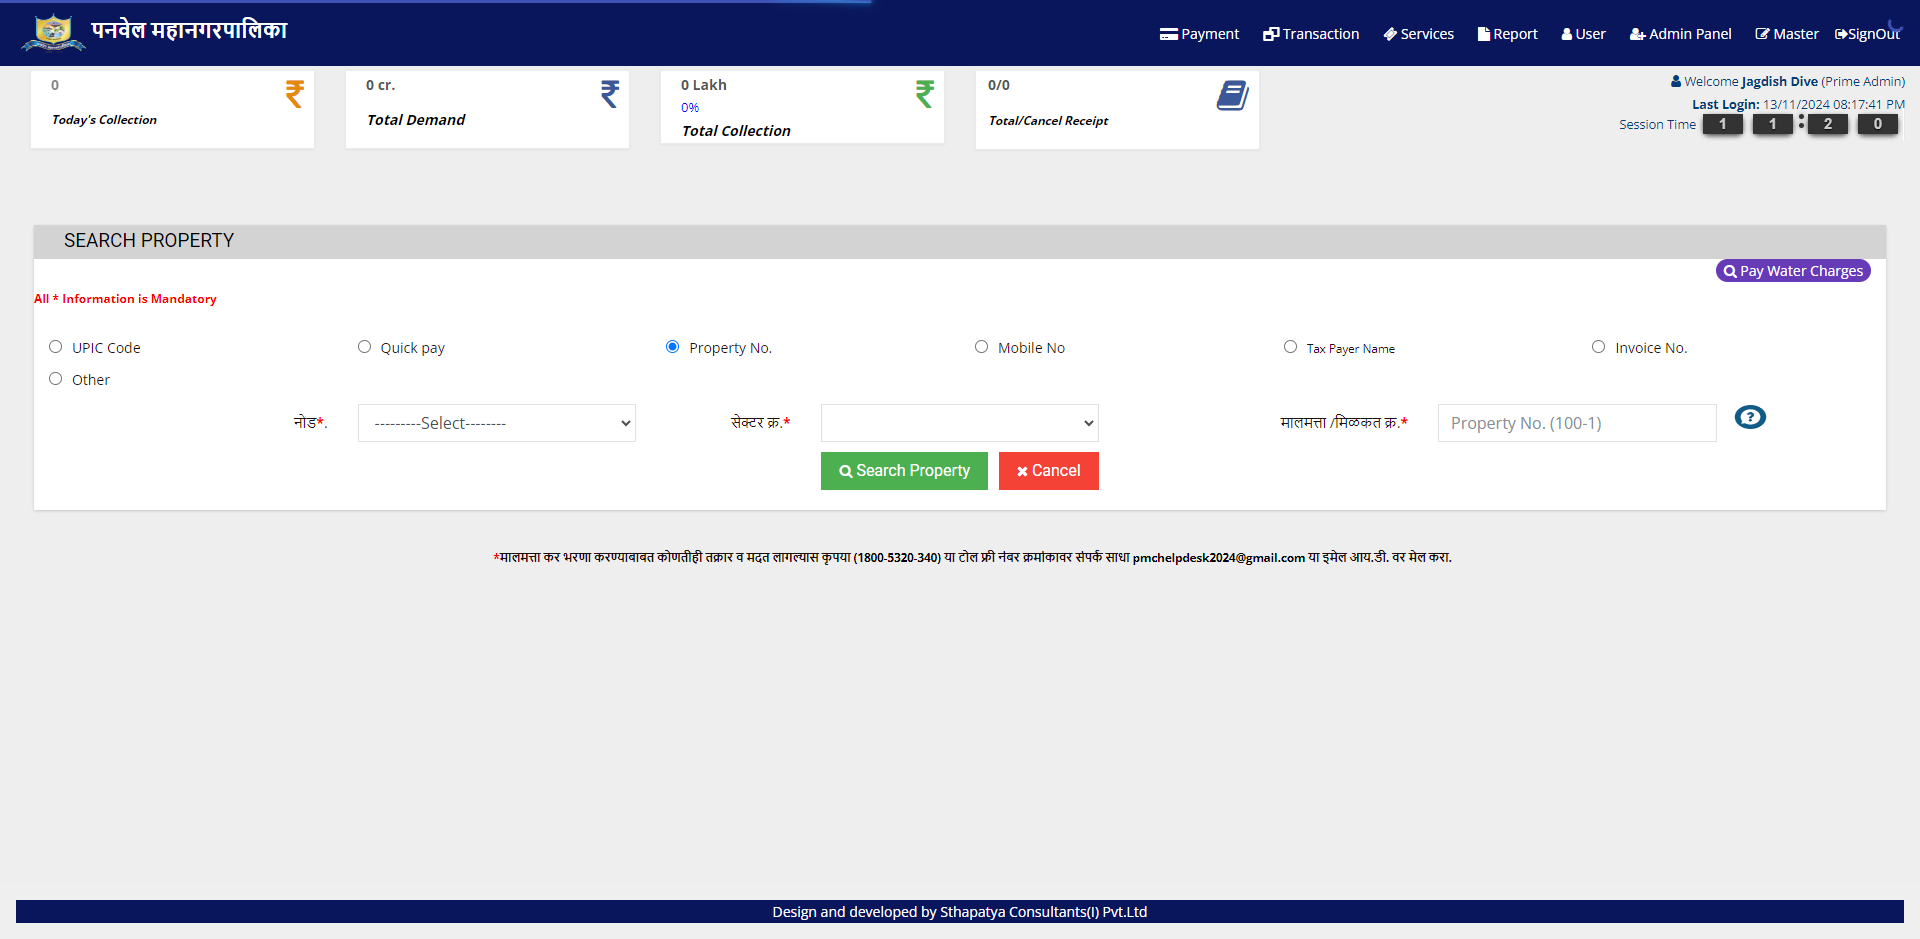 पनवेल महानगरपालिका
Payment Transaction Services Report User Admin Panel Master SignOut
0
Today's Collection
0 cr.
Total Demand
0 Lakh
0%
Total Collection
0/0
Total/Cancel Receipt
Welcome Jagdish Dive (Prime Admin)
Last Login: 13/11/2024 08:17:41 PM
Session Time 1 1 : 2 0
SEARCH PROPERTY
Pay Water Charges
All * Information is Mandatory
UPIC Code Quick pay Property No. Mobile No Tax Payer Name Invoice No.
Other
नोड*. ---------Select-------- सेक्टर क्र.* मालमत्ता /मिळकत क्र.* Property No. (100-1) ?
Search Property Cancel
*मालमत्ता कर भरणा करण्याबाबत कोणतीही तक्रार व मदत लागल्यास कृपया (1800-5320-340) या टोल फ्री नंबर क्रमांकावर संपर्क साधा pmchelpdesk2024@gmail.com या इमेल आय.डी. वर मेल करा.
Design and developed by Sthapatya Consultants(I) Pvt.Ltd